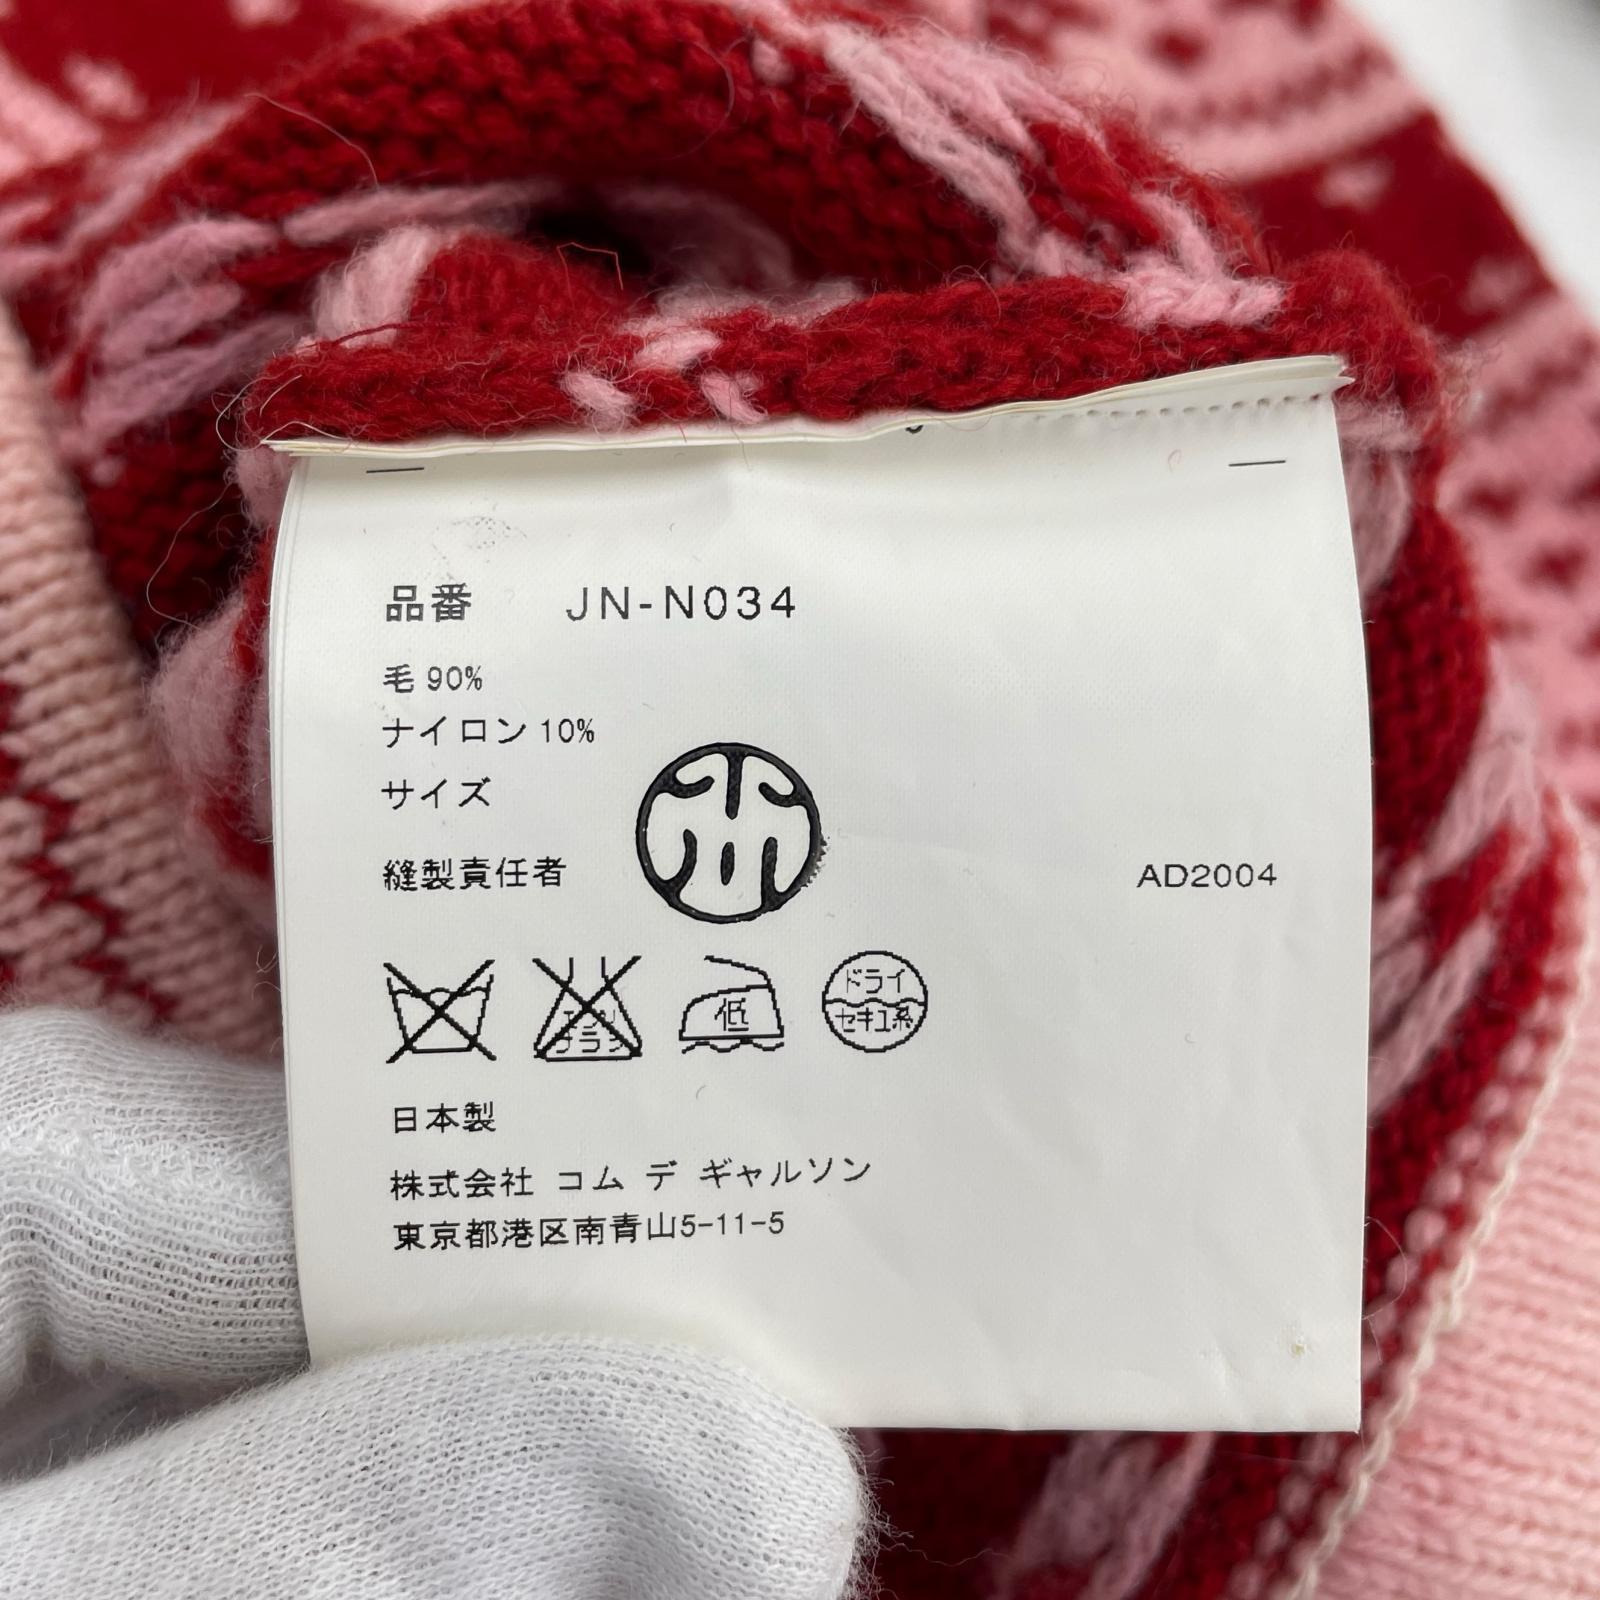 品番 JN-N034
毛 90%
ナイロン 10%
サイズ
縫製責任者
AD2004
低
ドライ
セキユ系
日本製
株式会社 コム デ ギャルソン
東京都港区南青山5-11-5